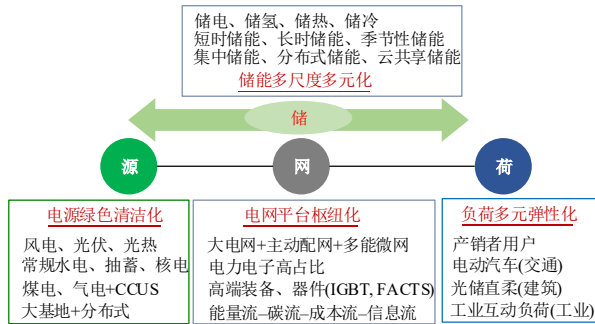 储电、储氢、储热、储冷
短时储能、长时储能、季节性储能
集中储能、分布式储能、云共享储能
储能多尺度多元化
储
源
网
荷
电源绿色清洁化
风电、光伏、光热
常规水电、抽蓄、核电
煤电、气电+CCUS
大基地+分布式
电网平台枢纽化
大电网+主动配网+多能微网
电力电子高占比
高端装备、器件(IGBT, FACTS)
能量流–碳流–成本流–信息流
负荷多元弹性化
产销者用户
电动汽车(交通)
光储直柔(建筑)
工业互动负荷(工业)